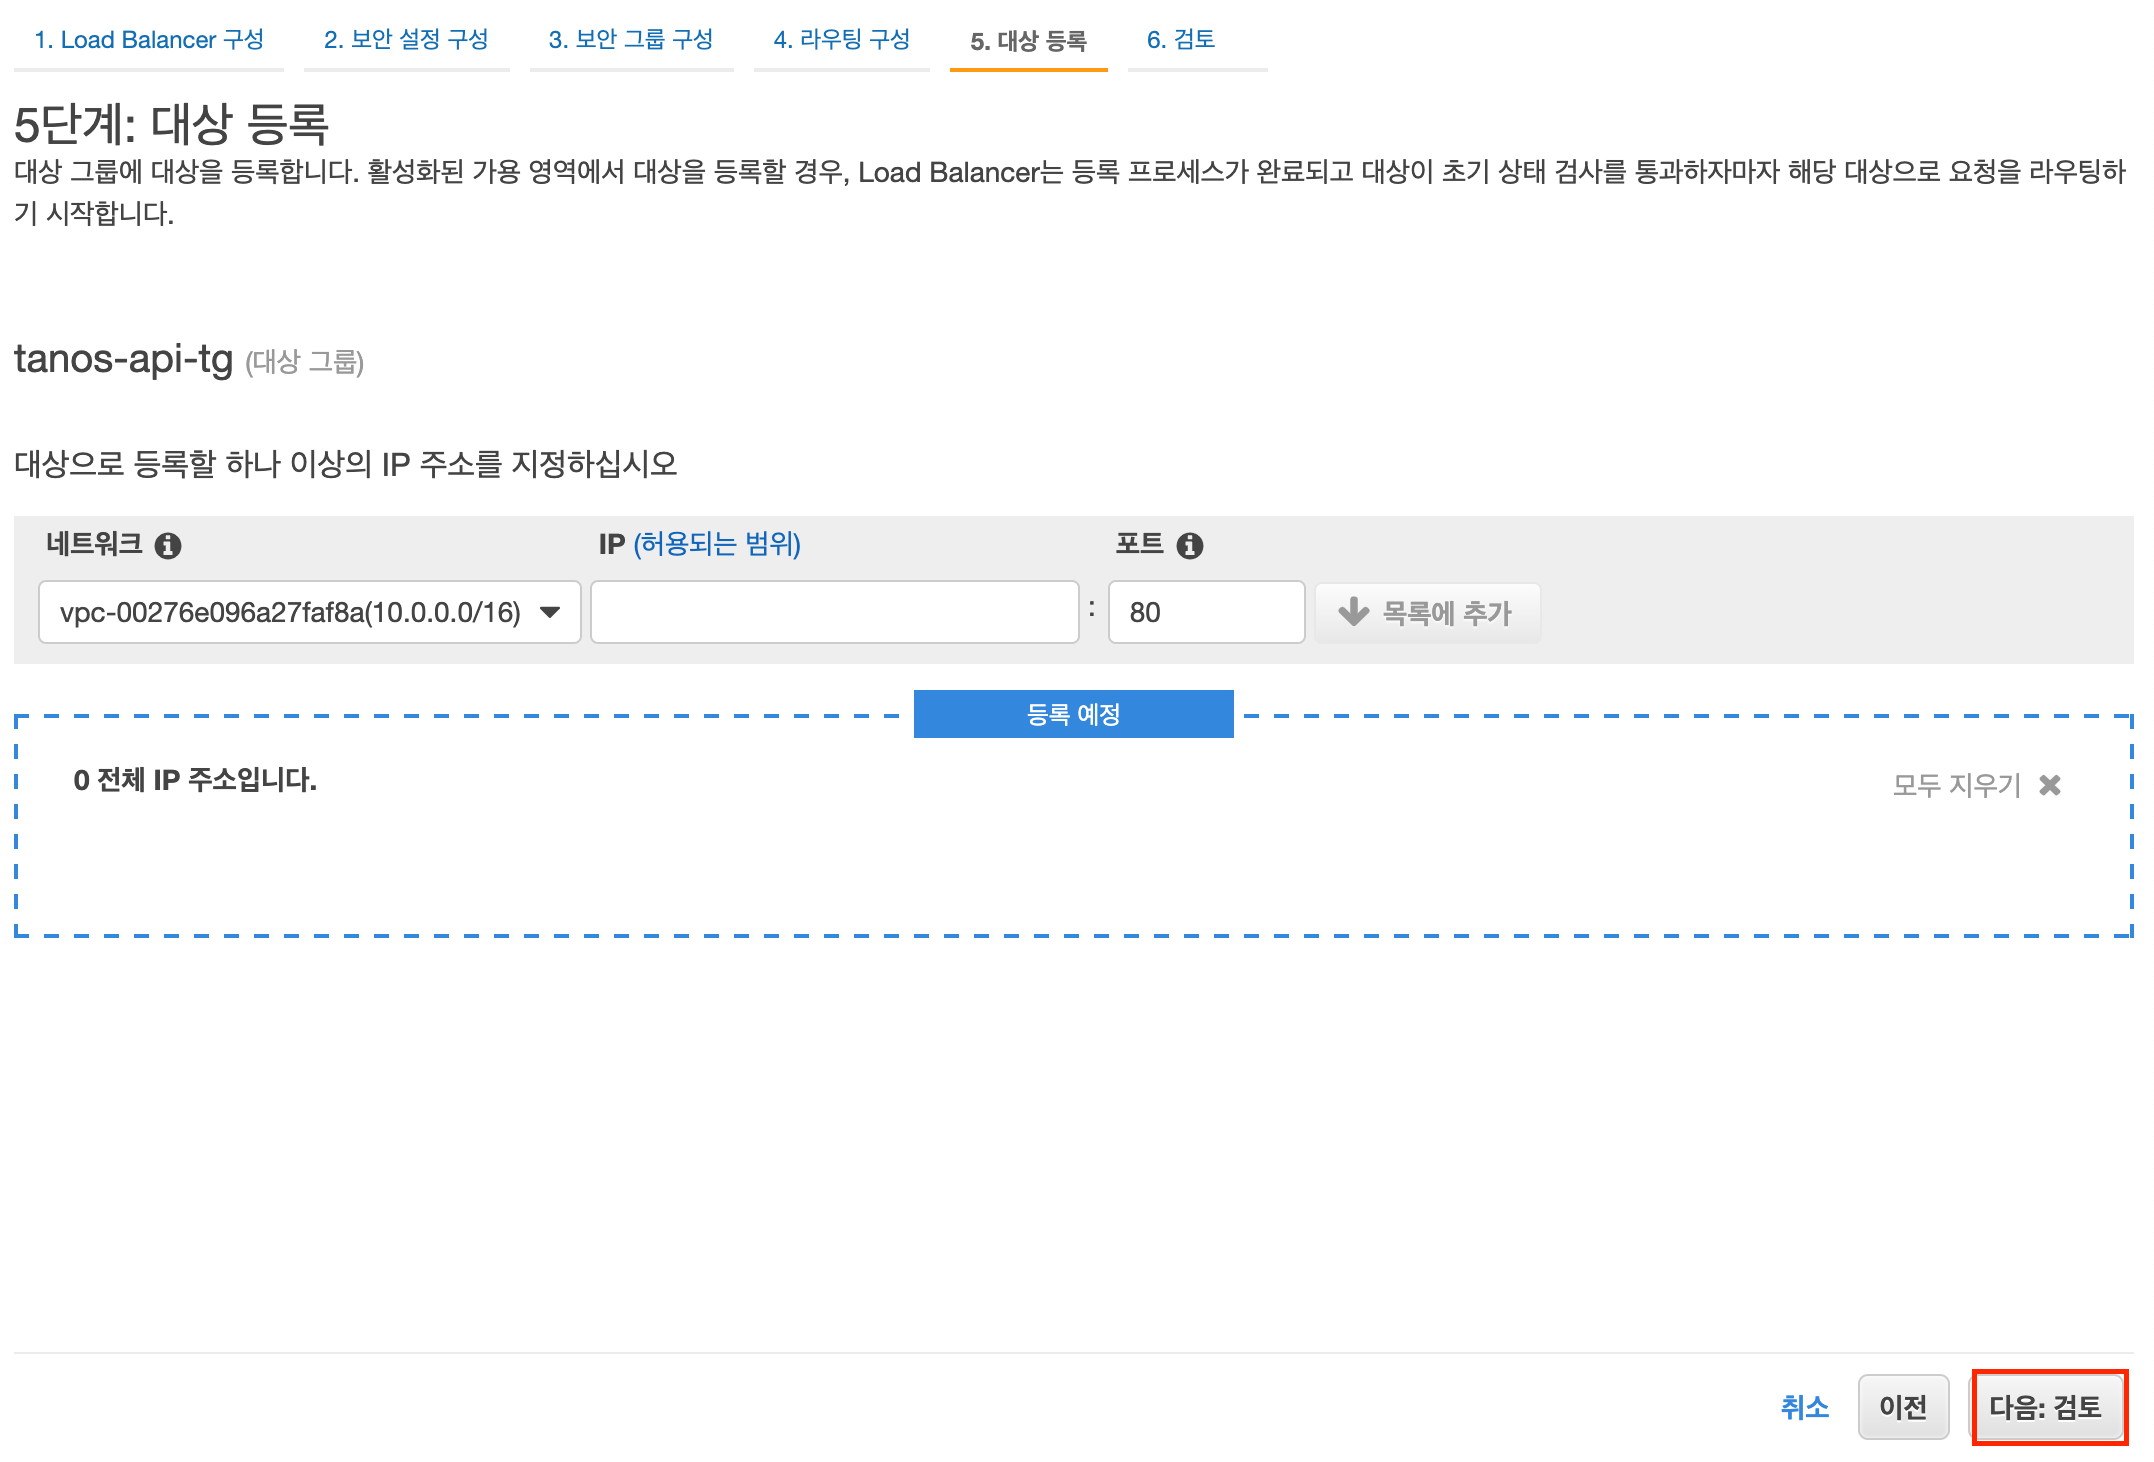 1. Load Balancer 구성 2. 보안 설정 구성 3. 보안 그룹 구성 4. 라우팅 구성 5. 대상 등록 6. 검토
5단계: 대상 등록
대상 그룹에 대상을 등록합니다. 활성화된 가용 영역에서 대상을 등록할 경우, Load Balancer는 등록 프로세스가 완료되고 대상이 초기 상태 검사를 통과하자마자 해당 대상으로 요청을 라우팅하
기 시작합니다.
tanos-api-tg (대상 그룹)
대상으로 등록할 하나 이상의 IP 주소를 지정하십시오
네트워크 IP (허용되는 범위) 포트
vpc-00276e096a27faf8a(10.0.0.0/16) : 80 목록에 추가
등록 예정
0 전체 IP 주소입니다. 모두 지우기
취소 이전 다음: 검토